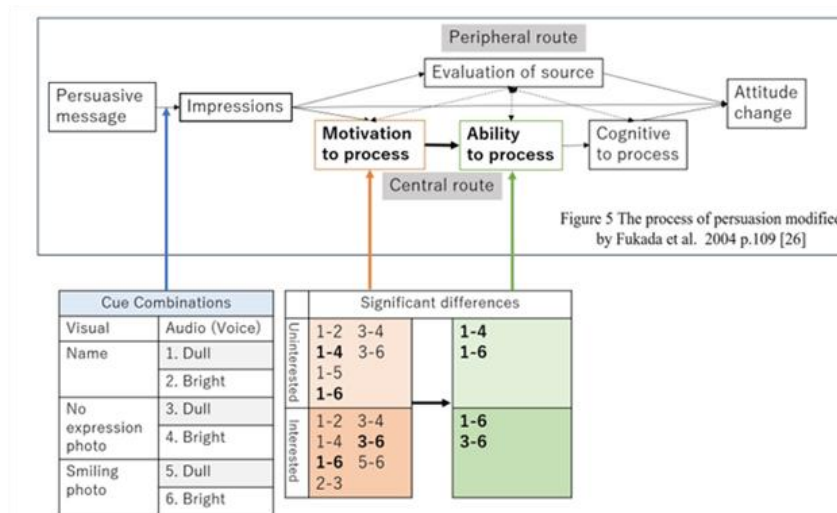 Peripheral route
Evaluation of source
Persuasive
message
Impressions
Attitude
change
Motivation
to process
Ability
to process
Cognitive
to process
Central route
Figure 5 The process of persuasion modified
by Fukada et al. 2004 p.109 [26]
Cue Combinations
Visual Audio (Voice)
Name 1. Dull
2. Bright
No
expression
photo
3. Dull
4. Bright
Smiling
photo
5. Dull
6. Bright
Significant differences
Uninterested
1-2 3-4
1-4 3-6
1-5
1-6
1-4
1-6
Interested
1-2 3-4
1-4 3-6
1-6 5-6
2-3
1-6
3-6